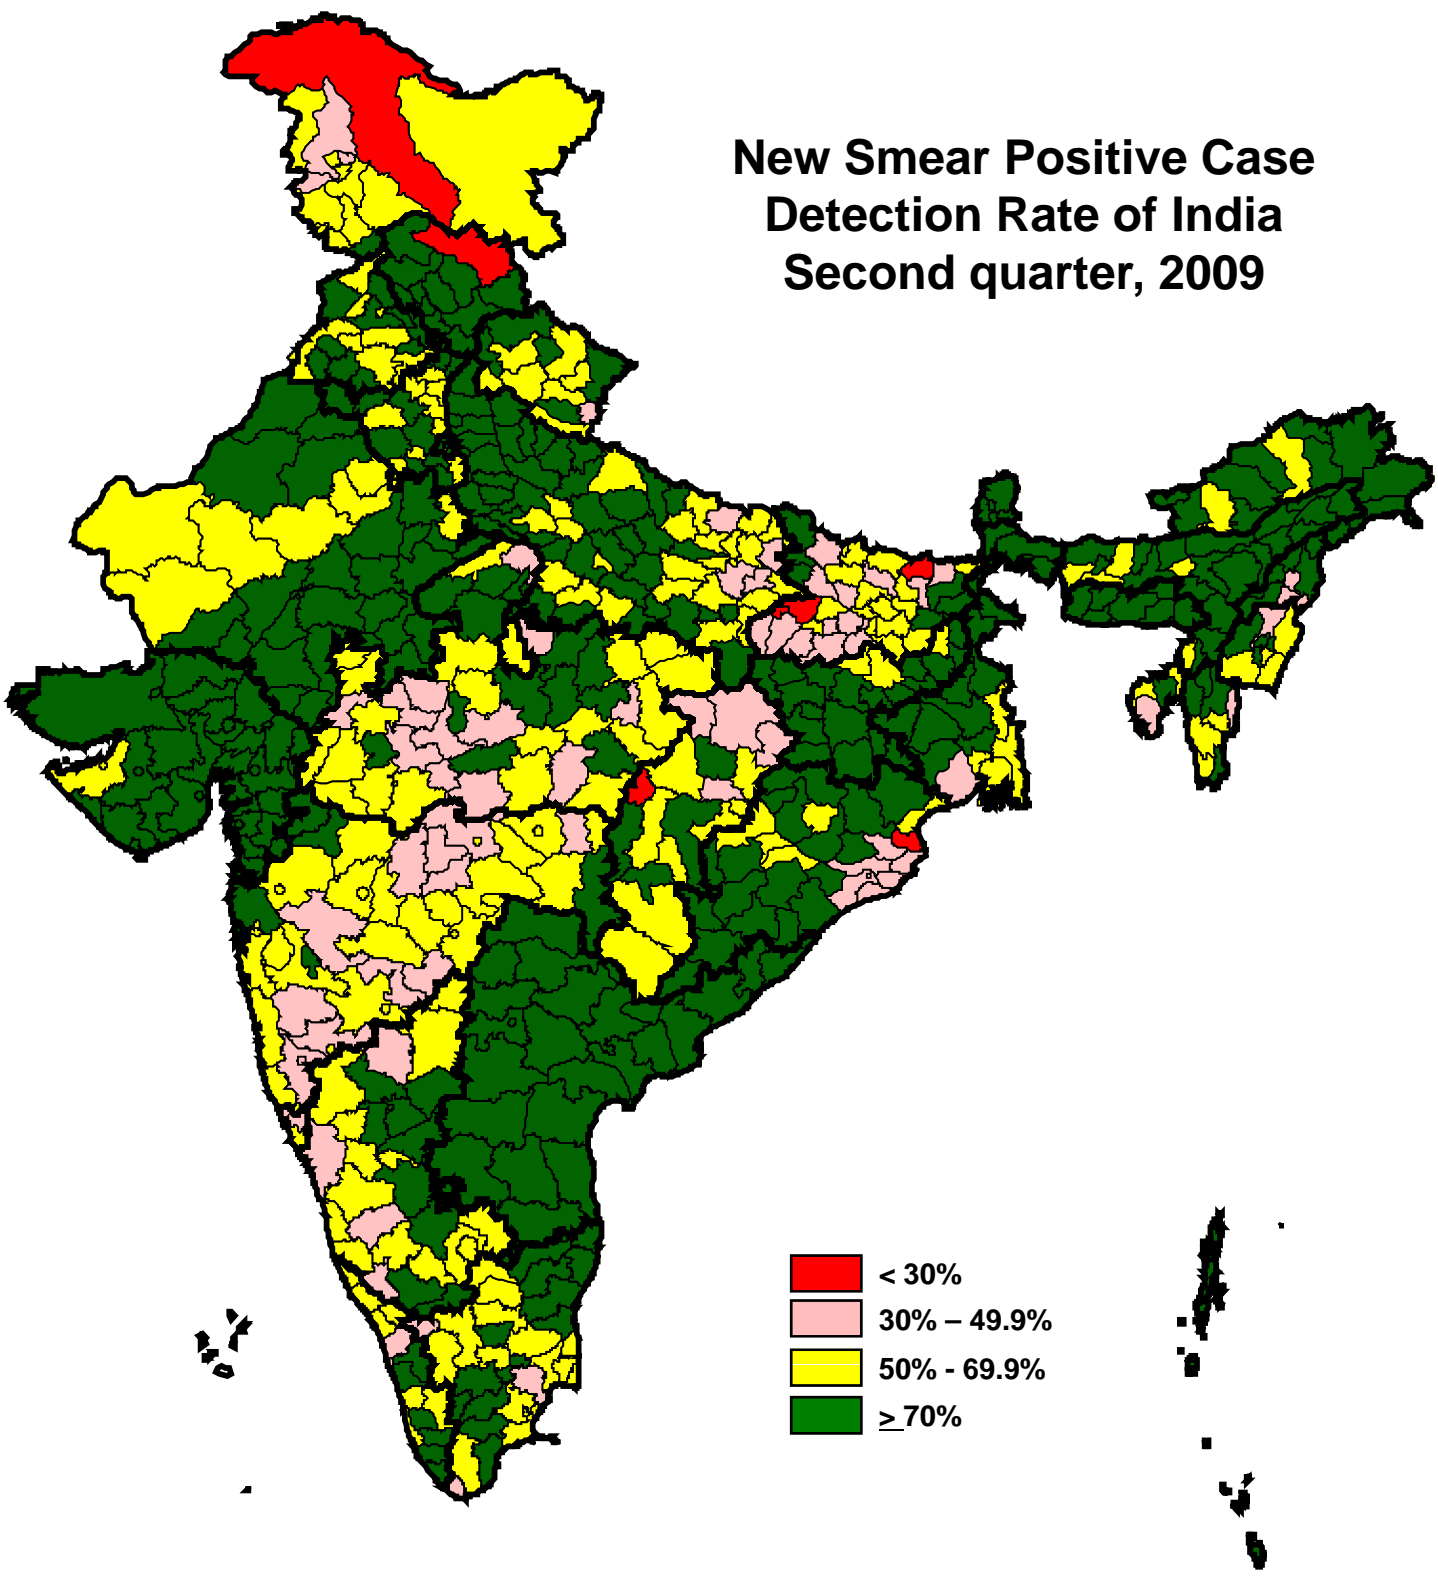 New Smear Positive Case
Detection Rate of India
Second quarter, 2009
< 30%
30% – 49.9%
50% - 69.9%
> 70%